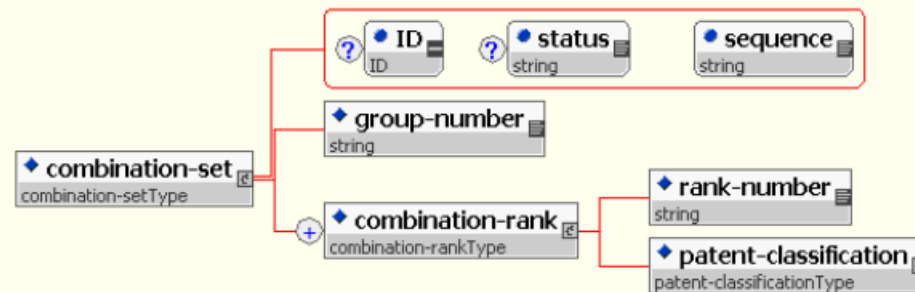 ? ID ? status sequence
ID string string
group-number
string
combination-set
combination-setType
rank-number
string
+ combination-rank
combination-rankType
patent-classification
patent-classificationType